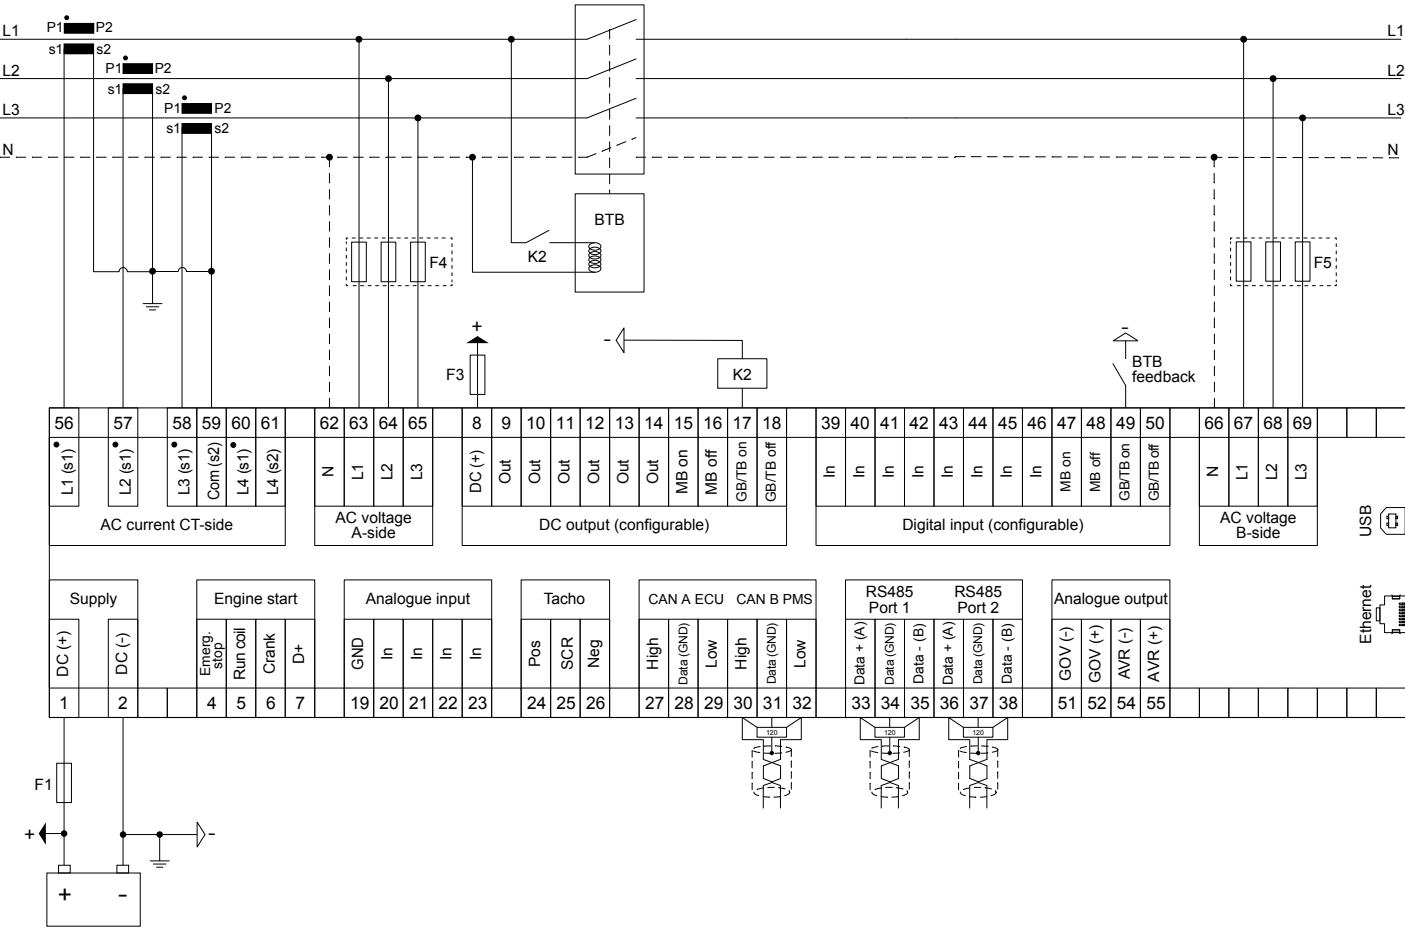 L1 P1 P2 L1
s1 s2
L2 P1 P2 L2
s1 s2
L3 P1 P2 L3
s1 s2
N N
BTB
K2
F4 F5
+ - -
F3 K2 BTB
feedback
56 57 58 59 60 61 62 63 64 65 8 9 10 11 12 13 14 15 16 17 18 39 40 41 42 43 44 45 46 47 48 49 50 66 67 68 69
L1 (s1)
L2 (s1)
L3 (s1)
Com (s2)
L4 (s1)
L4 (s2)
N
L1
L2
L3
DC (+)
Out
Out
Out
Out
Out
Out
MB on
MB off
GB/TB on
GB/TB off
In
In
In
In
In
In
In
In
MB on
MB off
GB/TB on
GB/TB off
N
L1
L2
L3
AC current CT-side
AC voltage
A-side
DC output (configurable)
Digital input (configurable)
AC voltage
B-side
USB
Supply
Engine start
Analogue input
Tacho
CAN A ECU
CAN B PMS
RS485
Port 1
RS485
Port 2
Analogue output
Ethernet
DC (+)
DC (-)
Emerg.
stop
Run coil
Crank
D+
GND
In
In
In
In
Pos
SCR
Neg
High
Data (GND)
Low
High
Data (GND)
Low
Data + (A)
Data (GND)
Data - (B)
Data + (A)
Data (GND)
Data - (B)
GOV (-)
GOV (+)
AVR (-)
AVR (+)
1 2 4 5 6 7 19 20 21 22 23 24 25 26 27 28 29 30 31 32 33 34 35 36 37 38 51 52 54 55
120 120 120
F1
+ -
+ -